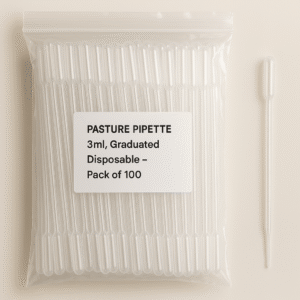 PASTURE PIPETTE
3ml, Graduated
Disposable –
Pack of 100